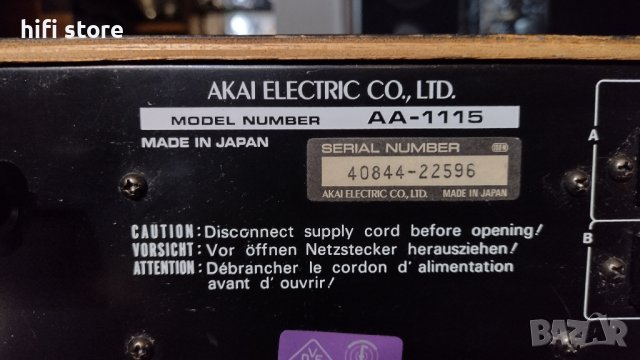 hifi store
AKAI ELECTRIC CO., LTD.
MODEL NUMBER AA-1115
MADE IN JAPAN
SERIAL NUMBER
40844-22596
AKAI ELECTRIC CO., LTD. MADE IN JAPAN
A
B
CAUTION: Disconnect supply cord before opening!
VORSICHT: Vor öffnen Netzstecker herausziehen!
ATTENTION: Débrancher le cordon d' alimentation
avant d' ouvrir!
BAZAR